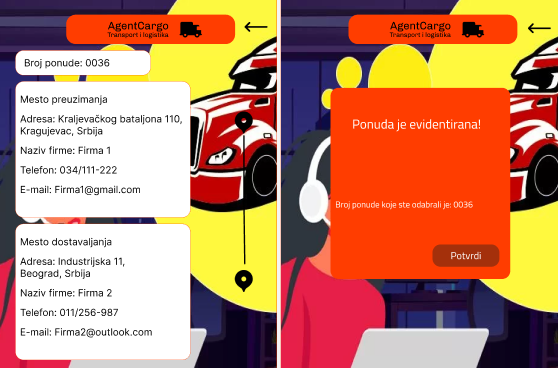 AgentCargo
Transport i logistika
Broj ponude: 0036
Mesto preuzimanja
Adresa: Kraljevačkog bataljona 110,
Kragujevac, Srbija
Naziv firme: Firma 1
Telefon: 034/111-222
E-mail: Firma1@gmail.com
Mesto dostavaljanja
Adresa: Industrijska 11,
Beograd, Srbija
Naziv firme: Firma 2
Telefon: 011/256-987
E-mail: Firma2@outlook.com
AgentCargo
Transport i logistika
Ponuda je evidentirana!
Broj ponude koje ste odabrali je: 0036
Potvrdi